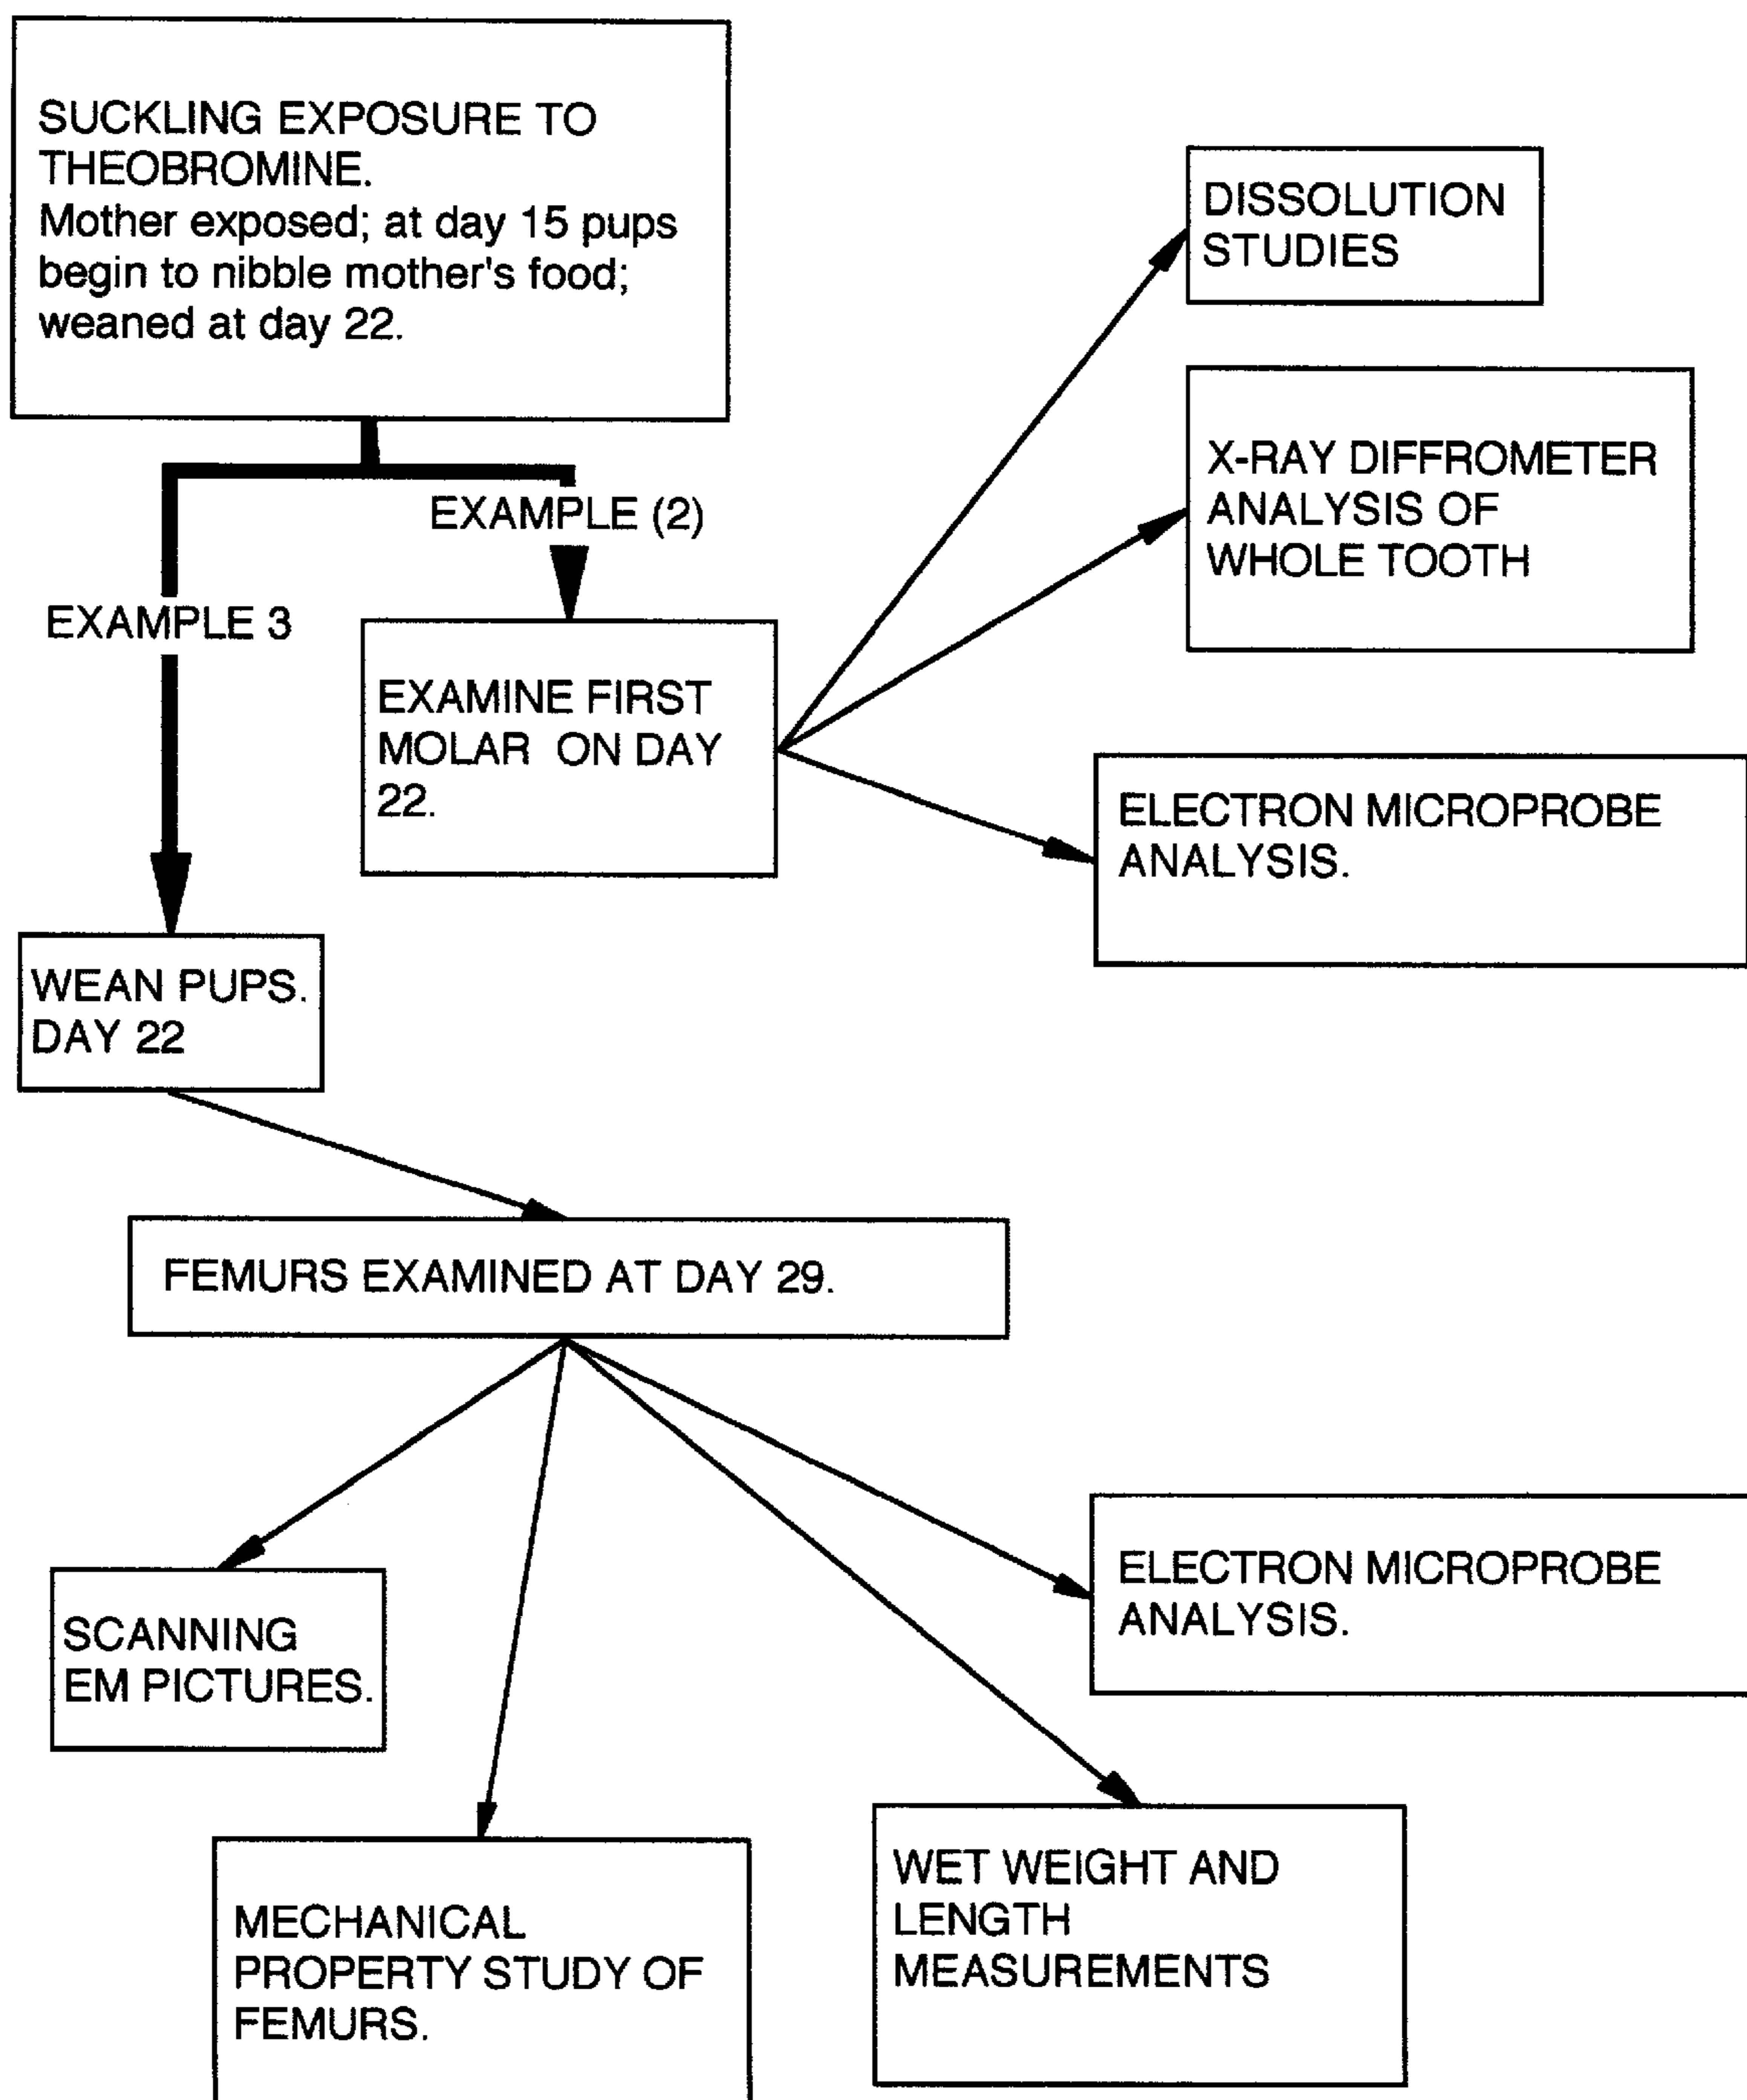 SUCKLING EXPOSURE TO
THEOBROMINE.
Mother exposed; at day 15 pups
begin to nibble mother's food;
weaned at day 22.
DISSOLUTION
STUDIES
X-RAY DIFFROMETER
ANALYSIS OF
WHOLE TOOTH
EXAMPLE (2)
EXAMPLE 3
EXAMINE FIRST
MOLAR ON DAY
22.
ELECTRON MICROPROBE
ANALYSIS.
WEAN PUPS.
DAY 22
FEMURS EXAMINED AT DAY 29.
SCANNING
EM PICTURES.
ELECTRON MICROPROBE
ANALYSIS.
MECHANICAL
PROPERTY STUDY OF
FEMURS.
WET WEIGHT AND
LENGTH
MEASUREMENTS